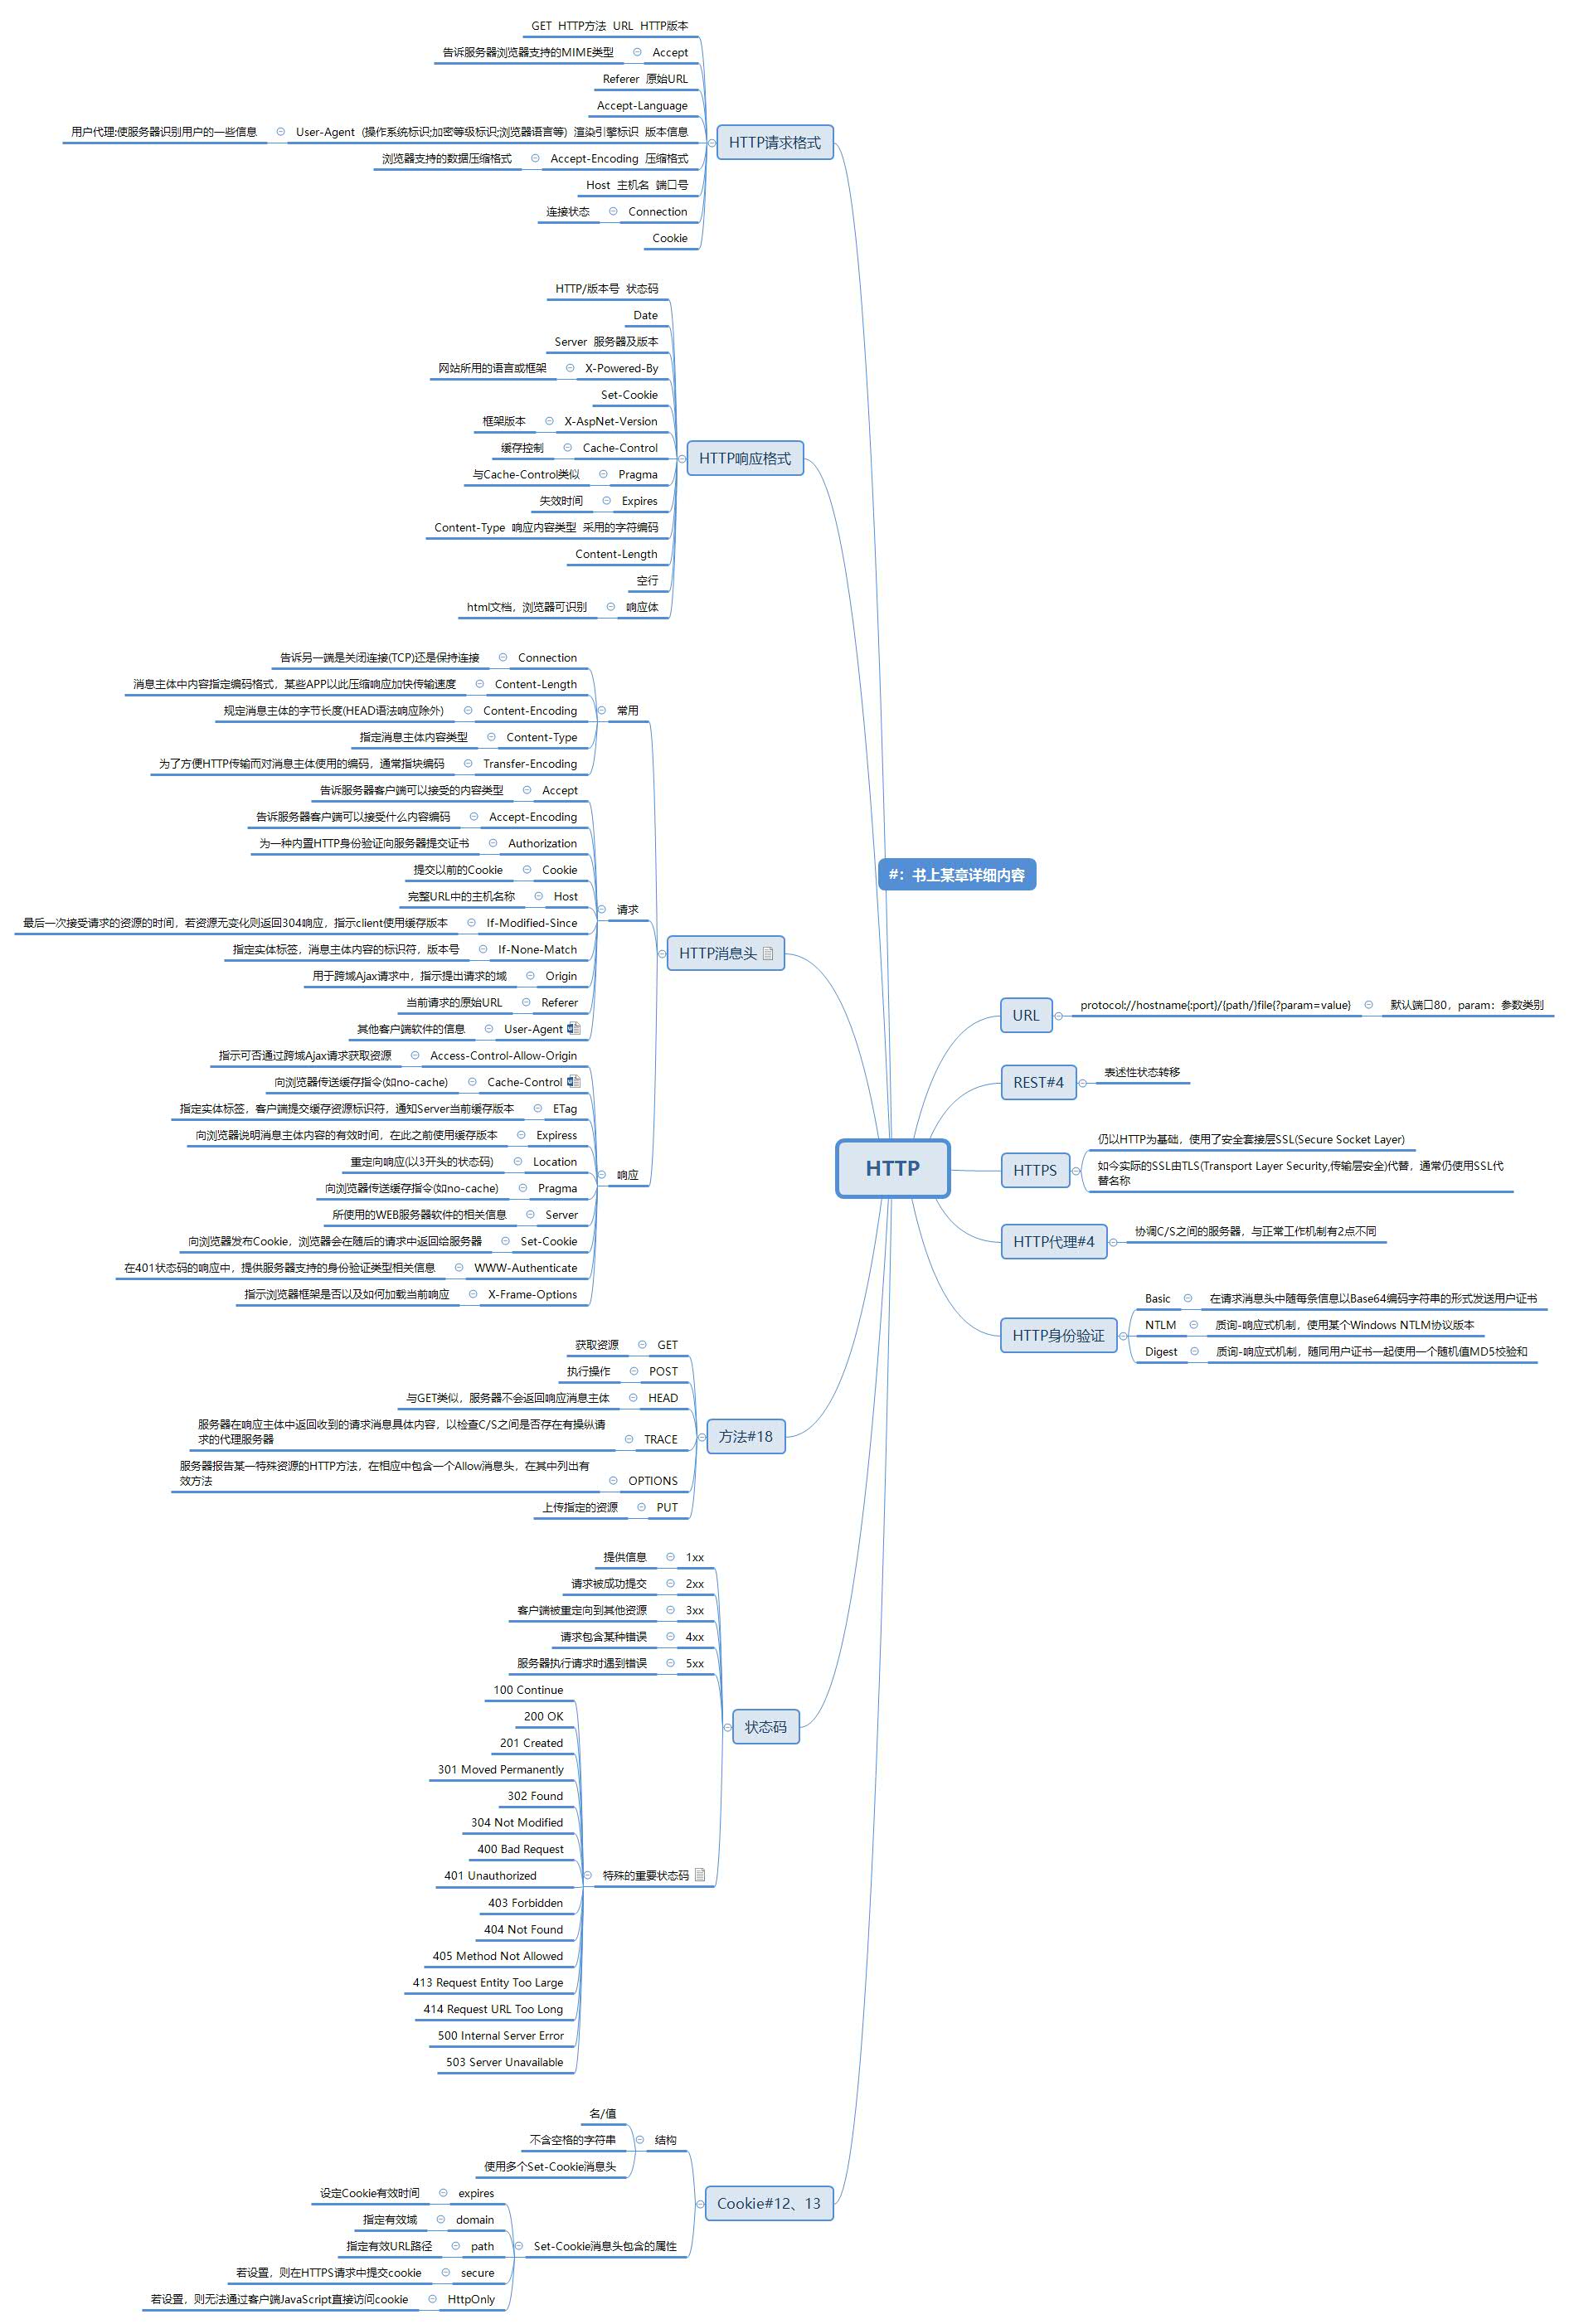 GET HTTP方法 URL HTTP版本
告诉服务器浏览器支持的MIME类型 Accept
Referer 原始URL
Accept-Language
用户代理:使服务器识别用户的一些信息 User-Agent (操作系统标识;加密等级标识;浏览器语言等) 渲染引擎标识 版本信息
浏览器支持的数据压缩格式 Accept-Encoding 压缩格式
Host 主机名 端口号
连接状态 Connection
Cookie
HTTP请求格式
HTTP/版本号 状态码
Date
Server 服务器及版本
网站所用的语言或框架 X-Powered-By
Set-Cookie
框架版本 X-AspNet-Version
缓存控制 Cache-Control
与Cache-Control类似 Pragma
失效时间 Expires
Content-Type 响应内容类型 采用的字符编码
Content-Length
空行
html文档，浏览器可识别 响应体
HTTP响应格式
告诉另一端是关闭连接(TCP)还是保持连接 Connection
消息主体中内容指定编码格式，某些APP以此压缩响应加快传输速度 Content-Length
规定消息主体的字节长度(HEAD语法响应除外) Content-Encoding
指定消息主体内容类型 Content-Type
为了方便HTTP传输而对消息主体使用的编码，通常指块编码 Transfer-Encoding
常用
告诉服务器客户端可以接受的内容类型 Accept
告诉服务器客户端可以接受什么内容编码 Accept-Encoding
为一种内置HTTP身份验证向服务器提交证书 Authorization
提交以前的Cookie Cookie
完整URL中的主机名称 Host
最后一次接受请求的资源的时间，若资源无变化则返回304响应，指示client使用缓存版本 If-Modified-Since
指定实体标签，消息主体内容的标识符，版本号 If-None-Match
用于跨域Ajax请求中，指示提出请求的域 Origin
当前请求的原始URL Referer
其他客户端软件的信息 User-Agent
请求
指示可否通过跨域Ajax请求获取资源 Access-Control-Allow-Origin
向浏览器传送缓存指令(如no-cache) Cache-Control
指定实体标签，客户端提交缓存资源标识符，通知Server当前缓存版本 ETag
向浏览器说明消息主体内容的有效时间，在此之前使用缓存版本 Expiress
重定向响应(以3开头的状态码) Location
向浏览器传送缓存指令(如no-cache) Pragma
所使用的WEB服务器软件的相关信息 Server
向浏览器发布Cookie，浏览器会在随后的请求中返回给服务器 Set-Cookie
在401状态码的响应中，提供服务器支持的身份验证类型相关信息 WWW-Authenticate
指示浏览器框架是否以及如何加载当前响应 X-Frame-Options
响应
HTTP消息头
获取资源 GET
执行操作 POST
与GET类似，服务器不会返回响应消息主体 HEAD
服务器在响应主体中返回收到的请求消息具体内容，以检查C/S之间是否存在有操纵请
求的代理服务器 TRACE
服务器报告某一特殊资源的HTTP方法，在相应中包含一个Allow消息头，在其中列出有
效方法 OPTIONS
上传指定的资源 PUT
方法#18
提供信息 1xx
请求被成功提交 2xx
客户端被重定向到其他资源 3xx
请求包含某种错误 4xx
服务器执行请求时遇到错误 5xx
100 Continue
200 OK
201 Created
301 Moved Permanently
302 Found
304 Not Modified
400 Bad Request
401 Unauthorized
403 Forbidden
404 Not Found
405 Method Not Allowed
413 Request Entity Too Large
414 Request URL Too Long
500 Internal Server Error
503 Server Unavailable
特殊的重要状态码
状态码
名/值
不含空格的字符串
使用多个Set-Cookie消息头
结构
设定Cookie有效时间 expires
指定有效域 domain
指定有效URL路径 path
若设置，则在HTTPS请求中提交cookie secure
若设置，则无法通过客户端JavaScript直接访问cookie HttpOnly
Set-Cookie消息头包含的属性
Cookie#12、13
#：书上某章详细内容
HTTP
URL protocol://hostname{:port}/{path/}file{?param=value} 默认端口80，param：参数类别
REST#4 表述性状态转移
HTTPS
仍以HTTP为基础，使用了安全套接层SSL(Secure Socket Layer)
如今实际的SSL由TLS(Transport Layer Security,传输层安全)代替，通常仍使用SSL代
替名称
HTTP代理#4 协调C/S之间的服务器，与正常工作机制有2点不同
HTTP身份验证
Basic 在请求消息头中随每条信息以Base64编码字符串的形式发送用户证书
NTLM 质询-响应式机制，使用某个Windows NTLM协议版本
Digest 质询-响应式机制，随同用户证书一起使用一个随机值MD5校验和